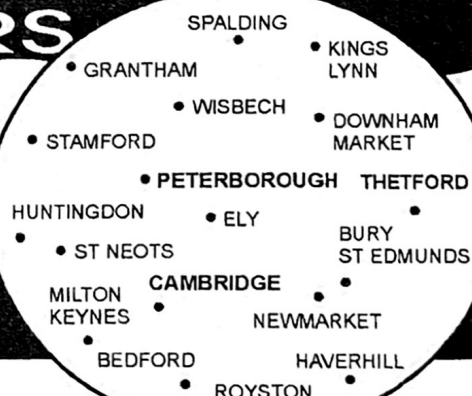 RS
SPALDING
KINGS
LYNN
GRANTHAM
WISBECH
DOWNHAM
MARKET
STAMFORD
PETERBOROUGH
THETFORD
HUNTINGDON
ELY
BURY
ST EDMUNDS
ST NEOTS
CAMBRIDGE
MILTON
KEYNES
NEWMARKET
BEDFORD
HAVERHILL
ROYSTON